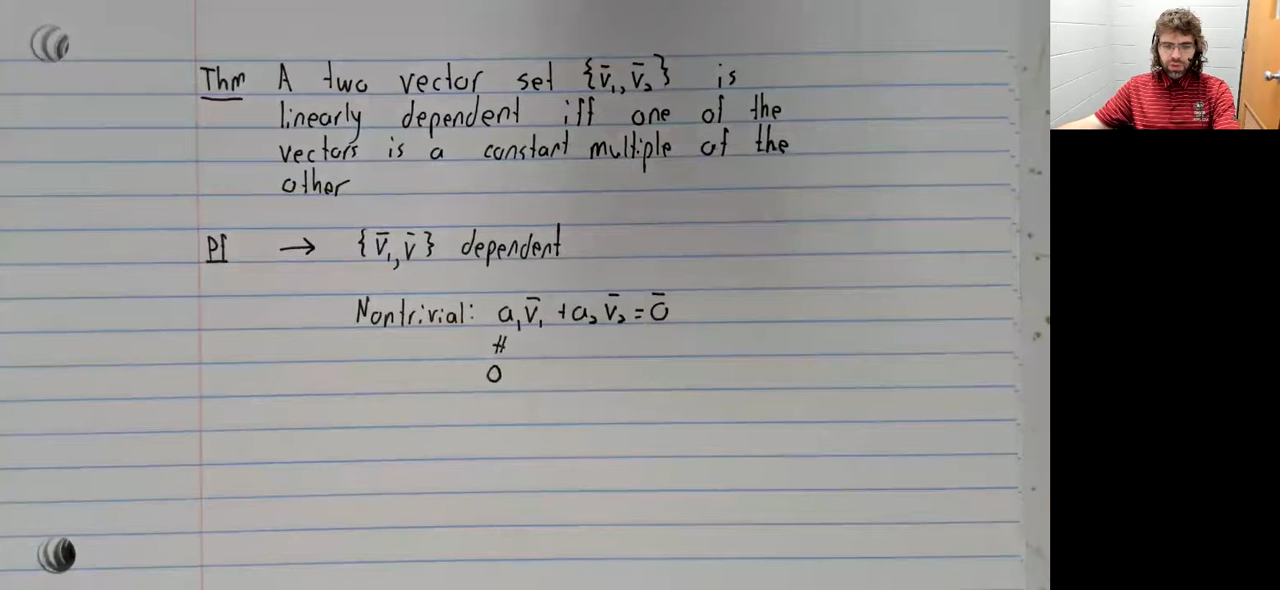 Thm A two vector set {v̄₁, v̄₂} is
linearly dependent iff one of the
vectors is a constant multiple of the
other
Pf → {v̄₁, v̄} dependent
Nontrivial: a₁v̄₁ + a₂v̄₂ = 0̄
≠
0